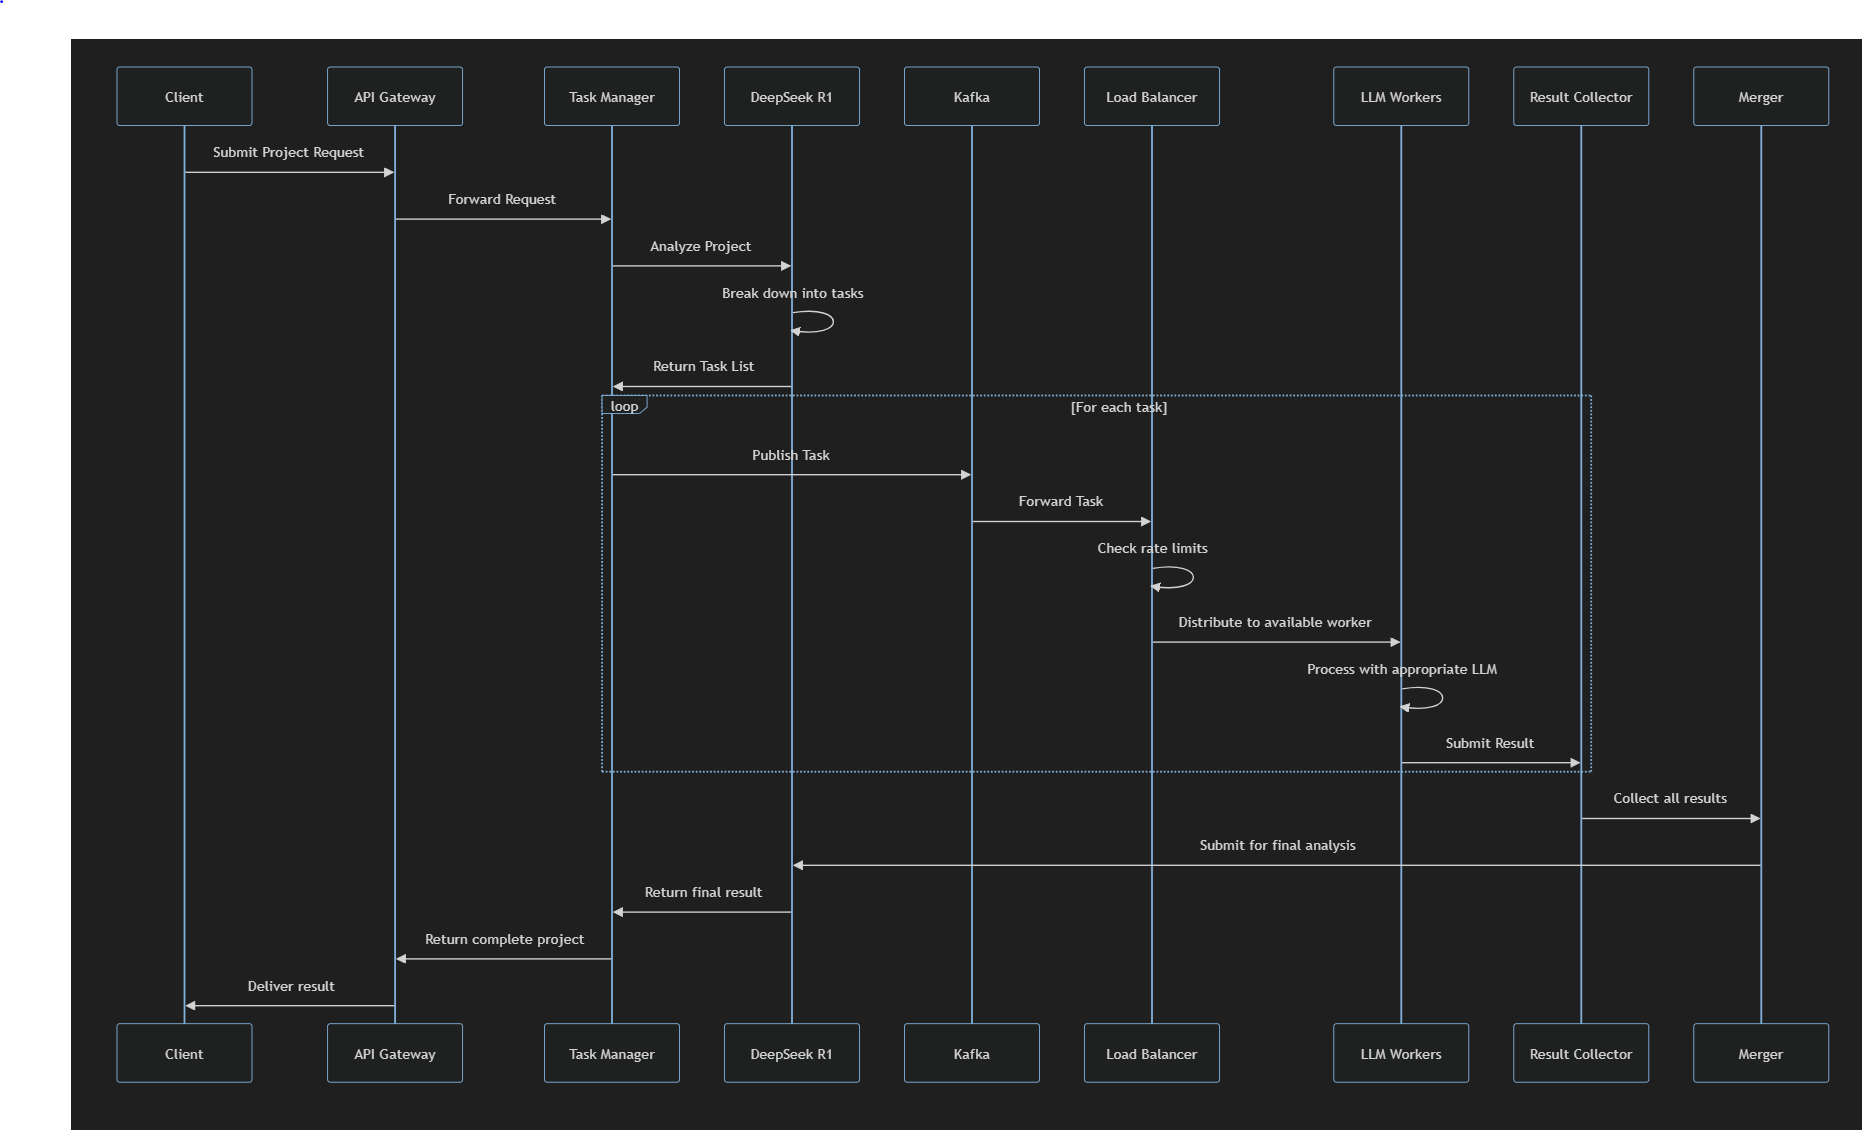 Client
API Gateway
Task Manager
DeepSeek R1
Kafka
Load Balancer
LLM Workers
Result Collector
Merger
Submit Project Request
Forward Request
Analyze Project
Break down into tasks
Return Task List
loop
[For each task]
Publish Task
Forward Task
Check rate limits
Distribute to available worker
Process with appropriate LLM
Submit Result
Collect all results
Submit for final analysis
Return final result
Return complete project
Deliver result
Client
API Gateway
Task Manager
DeepSeek R1
Kafka
Load Balancer
LLM Workers
Result Collector
Merger